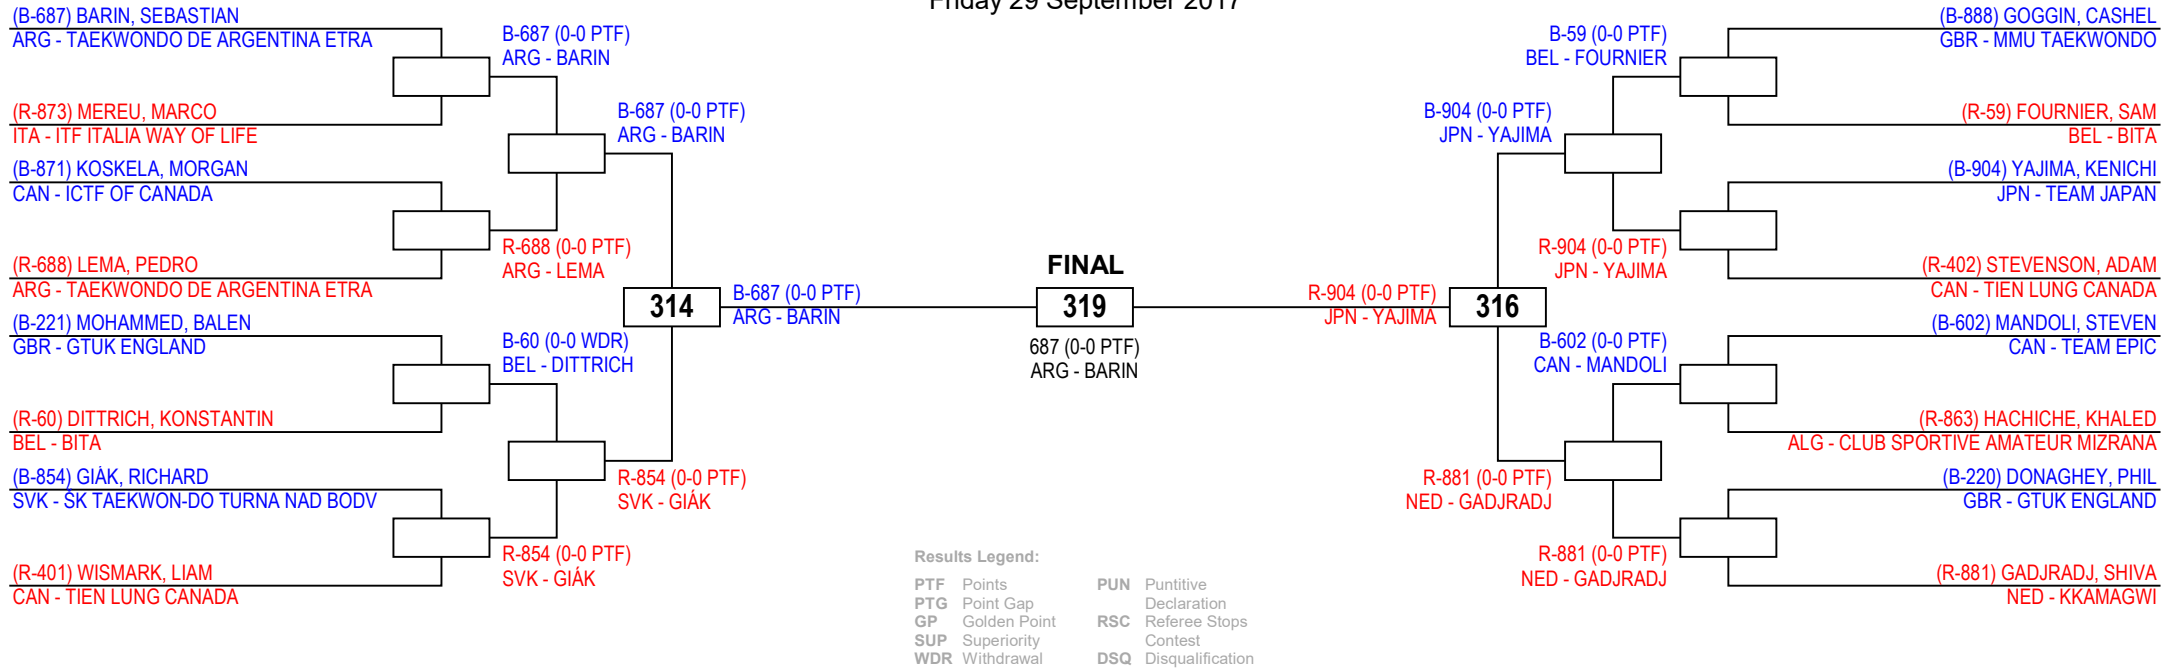 Friday 29 September 2017
(B-687) BARIN, SEBASTIAN
ARG - TAEKWONDO DE ARGENTINA ETRA
(R-873) MEREU, MARCO
ITA - ITF ITALIA WAY OF LIFE
(B-871) KOSKELA, MORGAN
CAN - ICTF OF CANADA
(R-688) LEMA, PEDRO
ARG - TAEKWONDO DE ARGENTINA ETRA
(B-221) MOHAMMED, BALEN
GBR - GTUK ENGLAND
(R-60) DITTRICH, KONSTANTIN
BEL - BITA
(B-854) GIÁK, RICHARD
SVK - ŠK TAEKWON-DO TURNA NAD BODV
(R-401) WISMARK, LIAM
CAN - TIEN LUNG CANADA
B-687 (0-0 PTF)
ARG - BARIN
R-688 (0-0 PTF)
ARG - LEMA
B-60 (0-0 WDR)
BEL - DITTRICH
R-854 (0-0 PTF)
SVK - GIÁK
B-687 (0-0 PTF)
ARG - BARIN
R-854 (0-0 PTF)
SVK - GIÁK
314
B-687 (0-0 PTF)
ARG - BARIN
FINAL
319
687 (0-0 PTF)
ARG - BARIN
R-904 (0-0 PTF)
JPN - YAJIMA
316
B-904 (0-0 PTF)
JPN - YAJIMA
R-881 (0-0 PTF)
NED - GADJRADJ
B-59 (0-0 PTF)
BEL - FOURNIER
R-904 (0-0 PTF)
JPN - YAJIMA
B-602 (0-0 PTF)
CAN - MANDOLI
R-881 (0-0 PTF)
NED - GADJRADJ
(B-888) GOGGIN, CASHEL
GBR - MMU TAEKWONDO
(R-59) FOURNIER, SAM
BEL - BITA
(B-904) YAJIMA, KENICHI
JPN - TEAM JAPAN
(R-402) STEVENSON, ADAM
CAN - TIEN LUNG CANADA
(B-602) MANDOLI, STEVEN
CAN - TEAM EPIC
(R-863) HACHICHE, KHALED
ALG - CLUB SPORTIVE AMATEUR MIZRANA
(B-220) DONAGHEY, PHIL
GBR - GTUK ENGLAND
(R-881) GADJRADJ, SHIVA
NED - KKAMAGWI
Results Legend:
PTF Points
PTG Point Gap
GP Golden Point
SUP Superiority
WDR Withdrawal
PUN Puntitive
Declaration
RSC Referee Stops
Contest
DSQ Disqualification